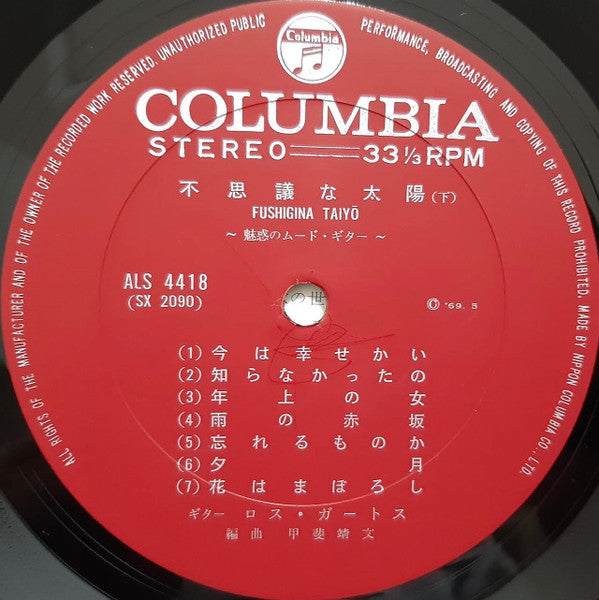 ALL RIGHTS OF THE MANUFACTURER AND OF THE OWNER OF THE RECORDED WORK RESERVED. UNAUTHORIZED PUBLIC PERFORMANCE, BROADCASTING AND COPYING OF THIS RECORD PROHIBITED. MADE BY NIPPON COLUMBIA CO., LTD.
Columbia
COLUMBIA
STEREO 33⅓ RPM
不思議な太陽(下)
FUSHIGINA TAIYŌ
~ 魅惑のムード・ギター ~
ALS 4418
(SX 2090)
の世
© '69. 5
(1) 今は幸せかい
(2) 知らなかったの
(3) 年上の女
(4) 雨の赤坂
(5) 忘れるものか
(6) 夕月
(7) 花はまぼろし
ギター ロス・ガートス
編曲 甲斐靖文